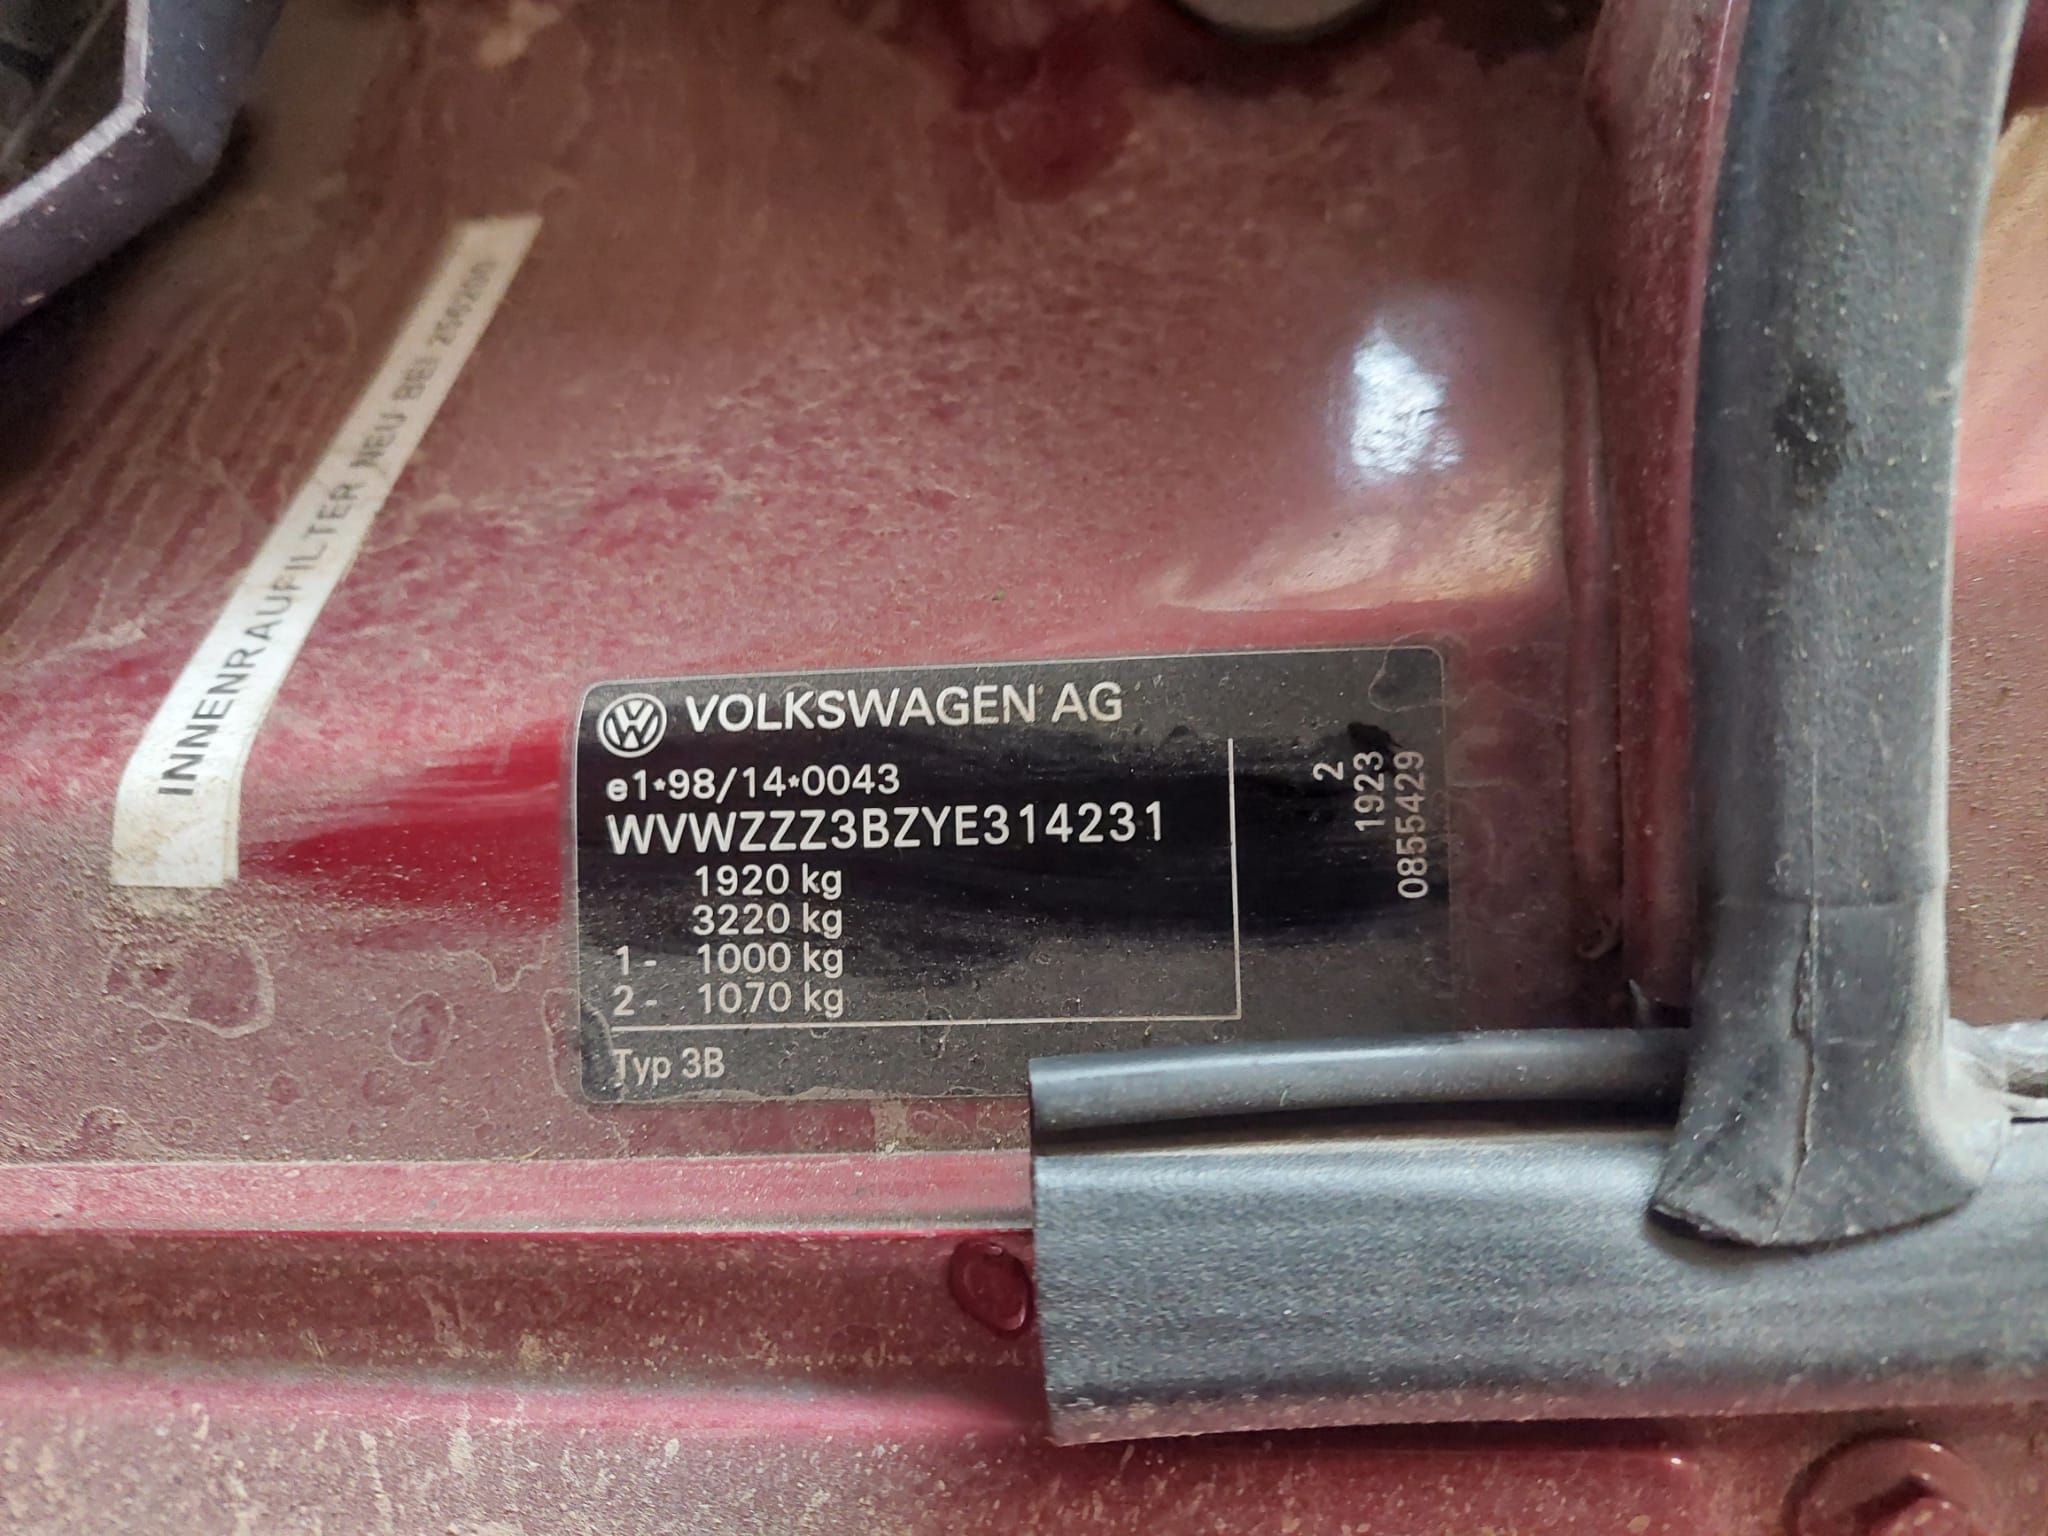 INNENRAUFILTER NEU BEI 256200
VOLKSWAGEN AG
e1*98/14*0043
WVWZZZ3BZYE314231
1920 kg
3220 kg
1- 1000 kg
2- 1070 kg
Typ 3B
2
1923
0855429